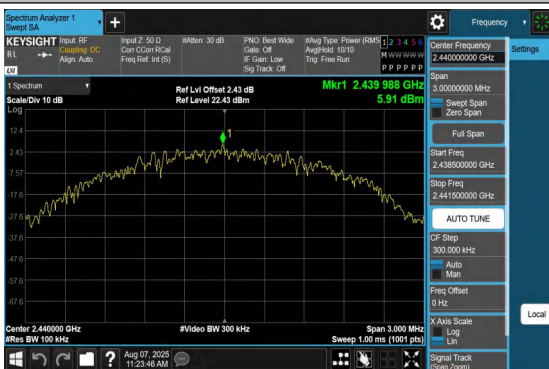 Spectrum Analyzer 1
Swept SA
Frequency
KEYSIGHT
RL
Input: RF
Coupling: DC
Align: Auto
Input Z: 50 Ω
Corr CCorr RCal
Freq Ref: Int (S)
#Atten: 30 dB
PNO: Best Wide
Gate: Off
IF Gain: Low
Sig Track: Off
#Avg Type: Power (RMS
Avg|Hold: 10/10
Trig: Free Run
1 2 3 4 5 6
M W W W W W
P P P P P P
1 Spectrum
Scale/Div 10 dB
Log
Ref Lvl Offset 2.43 dB
Ref Level 22.43 dBm
Mkr1 2.439 988 GHz
5.91 dBm
12.4
2.43
-7.57
-17.6
-27.6
-37.6
-47.6
-57.6
-67.6
1
Center 2.440000 GHz
#Res BW 100 kHz
#Video BW 300 kHz
Span 3.000 MHz
Sweep 1.00 ms (1001 pts)
Aug 07, 2025
11:23:46 AM
Center Frequency
2.440000000 GHz
Settings
Span
3.00000000 MHz
Swept Span
Zero Span
Full Span
Start Freq
2.438500000 GHz
Stop Freq
2.441500000 GHz
AUTO TUNE
CF Step
300.000 kHz
Auto
Man
Freq Offset
0 Hz
X Axis Scale
Log
Lin
Local
Signal Track
(Span Zoom)